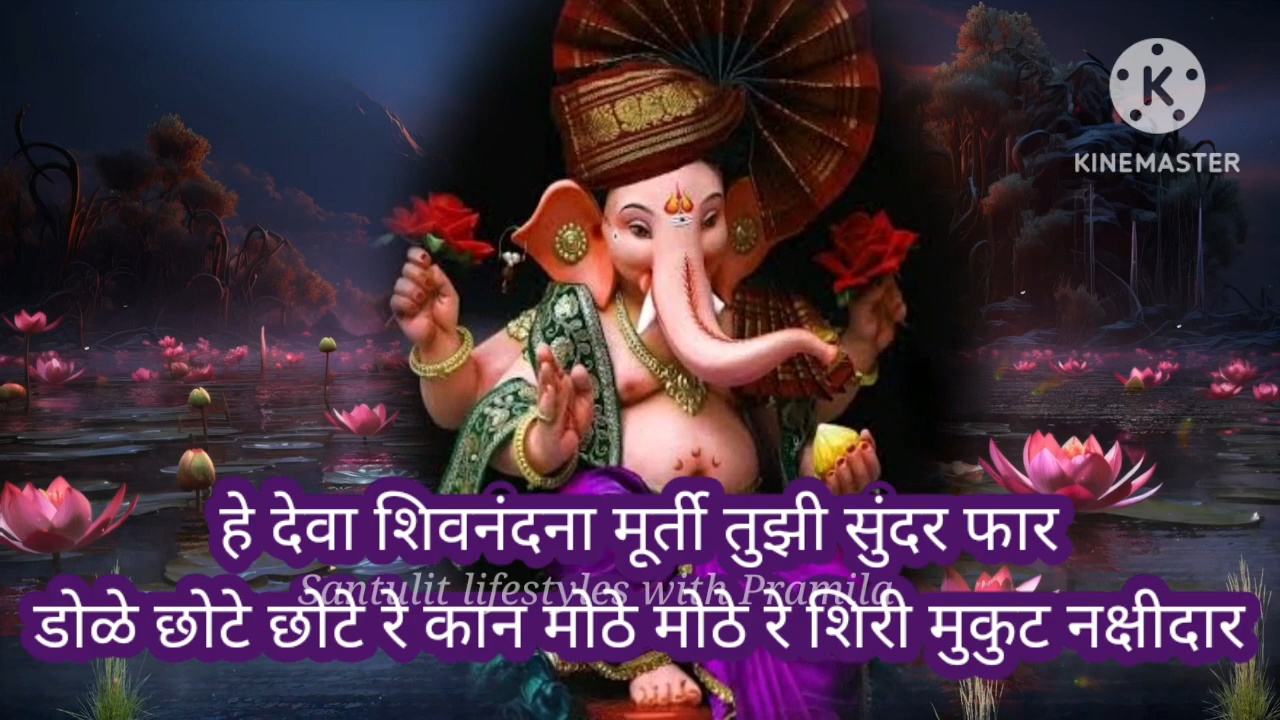 KINEMASTER
हे देवा शिवनंदना मूर्ती तुझी सुंदर फार
Santulit lifestyles with Pramila
डोळे छोटे छोटे रे कान मोठे मोठे रे शिरी मुकुट नक्षीदार